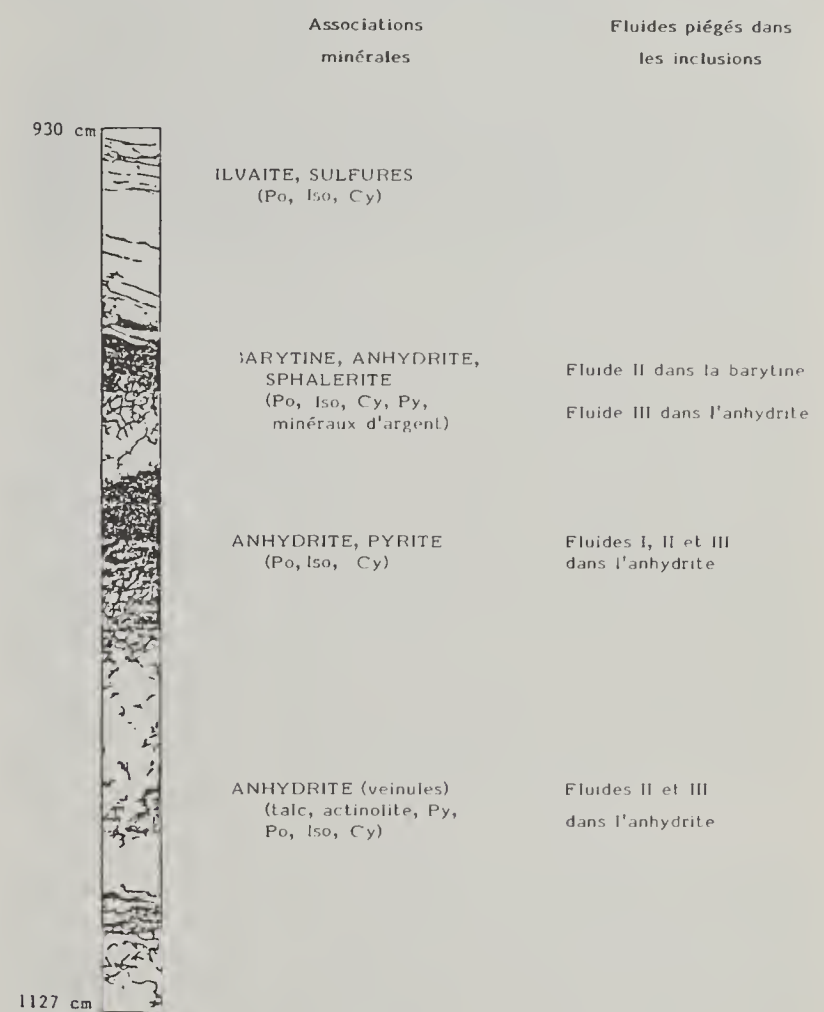 Associations
minérales
Fluides piégés dans
les inclusions
930 cm
ILVAITE, SULFURES
(Po, Iso, Cy)
BARYTINE, ANHYDRITE,
SPHALERITE
(Po, Iso, Cy, Py,
minéraux d'argent)
Fluide II dans la barytine
Fluide III dans l'anhydrite
ANHYDRITE, PYRITE
(Po, Iso, Cy)
Fluides I, II et III
dans l'anhydrite
ANHYDRITE (veinules)
(talc, actinolite, Py,
Po, Iso, Cy)
Fluides II et III
dans l'anhydrite
1127 cm